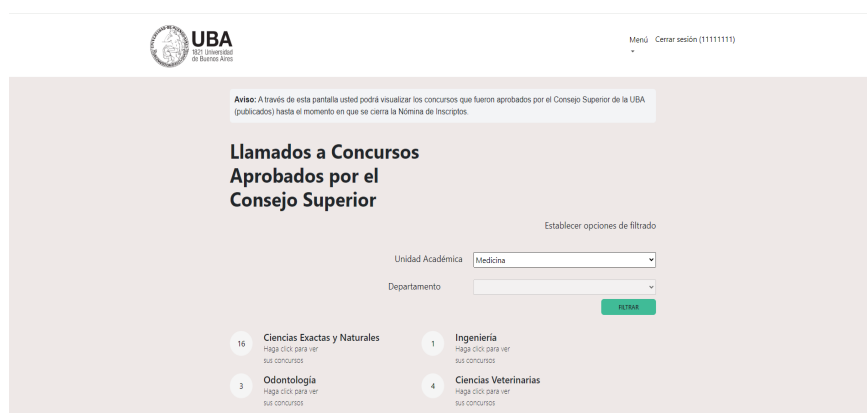 UBA
1821 Universidad
de Buenos Aires
Menú Cerrar sesión (11111111)
Aviso: A través de esta pantalla usted podrá visualizar los concursos que fueron aprobados por el Consejo Superior de la UBA
(publicados) hasta el momento en que se cierra la Nómina de Inscriptos.
Llamados a Concursos
Aprobados por el
Consejo Superior
Establecer opciones de filtrado
Unidad Académica Medicina
Departamento
FILTRAR
16 Ciencias Exactas y Naturales
Haga click para ver
sus concursos
1 Ingeniería
Haga click para ver
sus concursos
3 Odontología
Haga click para ver
sus concursos
4 Ciencias Veterinarias
Haga click para ver
sus concursos